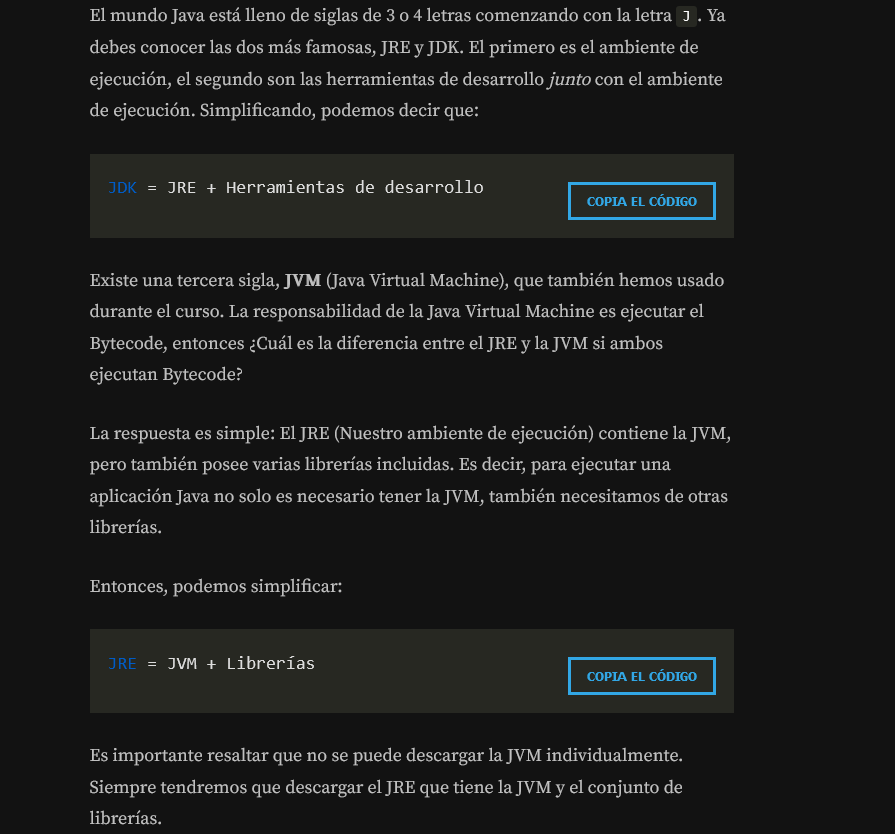 El mundo Java está lleno de siglas de 3 o 4 letras comenzando con la letra J. Ya
debes conocer las dos más famosas, JRE y JDK. El primero es el ambiente de
ejecución, el segundo son las herramientas de desarrollo junto con el ambiente
de ejecución. Simplificando, podemos decir que:
JDK = JRE + Herramientas de desarrollo
COPIA EL CÓDIGO
Existe una tercera sigla, JVM (Java Virtual Machine), que también hemos usado
durante el curso. La responsabilidad de la Java Virtual Machine es ejecutar el
Bytecode, entonces ¿Cuál es la diferencia entre el JRE y la JVM si ambos
ejecutan Bytecode?
La respuesta es simple: El JRE (Nuestro ambiente de ejecución) contiene la JVM,
pero también posee varias librerías incluidas. Es decir, para ejecutar una
aplicación Java no solo es necesario tener la JVM, también necesitamos de otras
librerías.
Entonces, podemos simplificar:
JRE = JVM + Librerías
COPIA EL CÓDIGO
Es importante resaltar que no se puede descargar la JVM individualmente.
Siempre tendremos que descargar el JRE que tiene la JVM y el conjunto de
librerías.